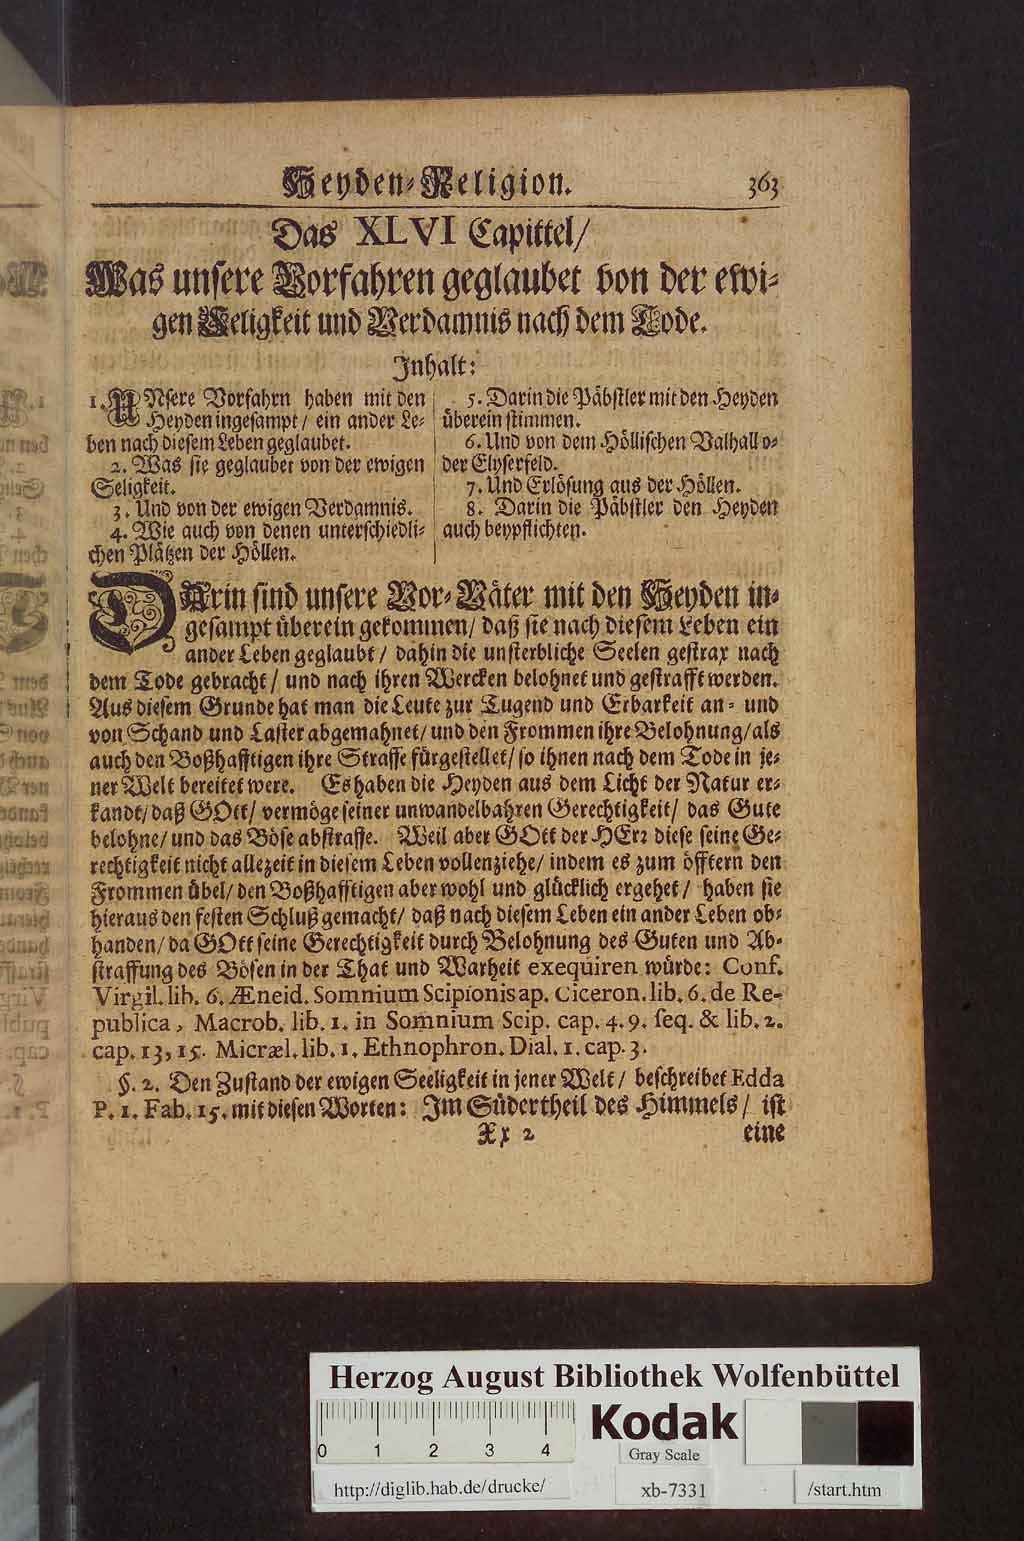 Heyden-Religion. 363
Das XLVI Capittel/
Was unsere Vorfahren geglaubet von der ewi-
gen Seligkeit und Verdamnis nach dem Tode.
Inhalt:
1. UNsere Vorfahrn haben mit den
Heyden ingesampt/ ein ander Le-
ben nach diesem Leben geglaubet.
2. Was sie geglaubet von der ewigen
Seligkeit.
3. Und von der ewigen Verdamnis.
4. Wie auch von denen unterschiedli-
chen Plätzen der Höllen.
5. Darin die Päbstler mit den Heyden
überein stimmen.
6. Und von dem Höllischen Valhall o-
der Elyserfeld.
7. Und Erlösung aus der Höllen.
8. Darin die Päbstler den Heyden
auch beypflichten.
DArin sind unsere Vor-Väter mit den Heyden in-
gesampt überein gekommen/ daß sie nach diesem Leben ein
ander Leben geglaubt/ dahin die unsterbliche Seelen gestrax nach
dem Tode gebracht/ und nach ihren Wercken belohnet und gestrafft werden.
Aus diesem Grunde hat man die Leute zur Tugend und Erbarkeit an- und
von Schand und Laster abgemahnet/ und den Frommen ihre Belohnung/ als
auch den Boßhafftigen ihre Straffe fürgestellet/ so ihnen nach dem Tode in je-
ner Welt bereitet were. Es haben die Heyden aus dem Licht der Natur er-
kandt/ daß GOtt/ vermöge seiner unwandelbahren Gerechtigkeit/ das Gute
belohne/ und das Böse abstraffe. Weil aber GOtt der HErr diese seine Ge-
rechtigkeit nicht allezeit in diesem Leben vollenziehe/ indem es zum öfftern den
Frommen übel/ den Boßhafftigen aber wohl und glücklich ergehet/ haben sie
hieraus den festen Schluß gemacht/ daß nach diesem Leben ein ander Leben ob-
handen/ da GOtt seine Gerechtigkeit durch Belohnung des Guten und Ab-
straffung des Bösen in der That und Warheit exequiren würde: Conf.
Virgil. lib. 6. Æneid. Somnium Scipionis ap. Ciceron. lib. 6. de Re-
publica, Macrob. lib. 1. in Somnium Scip. cap. 4. 9. seq. & lib. 2.
cap. 13, 15. Micræl. lib. 1. Ethnophron. Dial. 1. cap. 3.
§. 2. Den Zustand der ewigen Seeligkeit in jener Welt/ beschreibet Edda
P. 1. Fab. 15. mit diesen Worten: Im Südertheil des Himmels/ ist
Xx 2 eine
Herzog August Bibliothek Wolfenbüttel
0 1 2 3 4
Kodak
Gray Scale
http://diglib.hab.de/drucke/ xb-7331 /start.htm